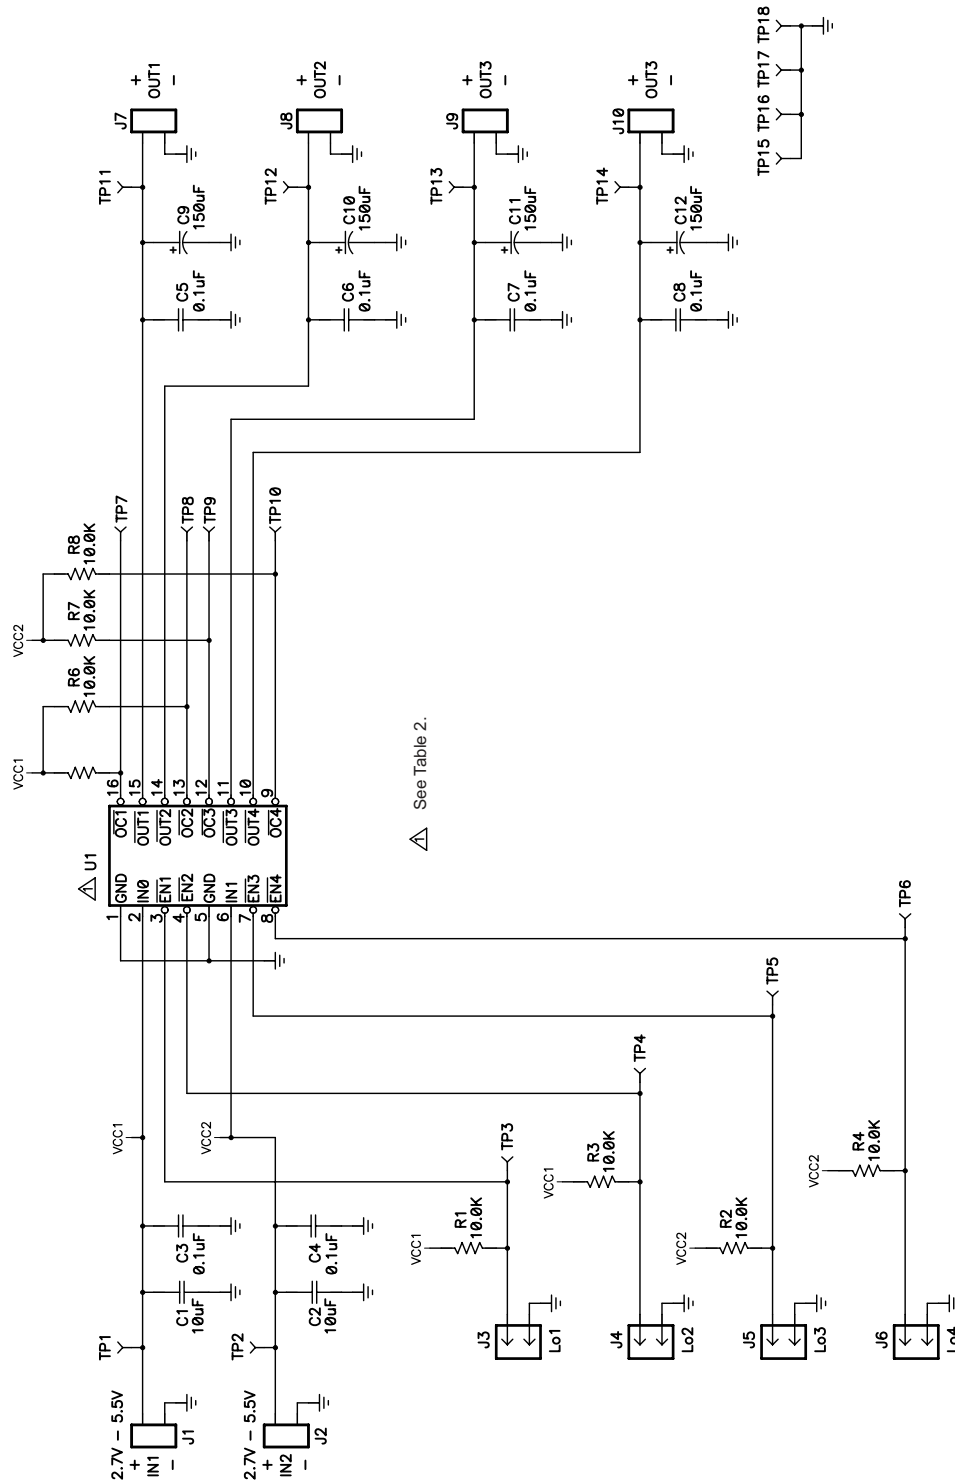 2.7V - 5.5V
+
IN1
-
J1
TP1
C1
10uF
C3
0.1uF
VCC1
2.7V - 5.5V
+
IN2
-
J2
TP2
C2
10uF
C4
0.1uF
VCC2
J3
Lo1
VCC1
R1
10.0K
TP3
J4
Lo2
VCC1
R3
10.0K
TP4
J5
Lo3
VCC2
R2
10.0K
TP5
J6
Lo4
VCC2
R4
10.0K
TP6
U1
1
1 GND
2 IN0
3 EN1
4 EN2
5 GND
6 IN1
7 EN3
8 EN4
OC1 16
OUT1 15
OUT2 14
OC2 13
OC3 12
OUT3 11
OUT4 10
OC4 9
VCC1
R6
10.0K
VCC2
R7
10.0K
R8
10.0K
TP7
TP8
TP9
TP10
1 See Table 2.
C5
0.1uF
+
C9
150uF
TP11
J7
+
OUT1
-
C6
0.1uF
+
C10
150uF
TP12
J8
+
OUT2
-
C7
0.1uF
+
C11
150uF
TP13
J9
+
OUT3
-
C8
0.1uF
+
C12
150uF
TP14
J10
+
OUT3
-
TP15 TP16 TP17 TP18